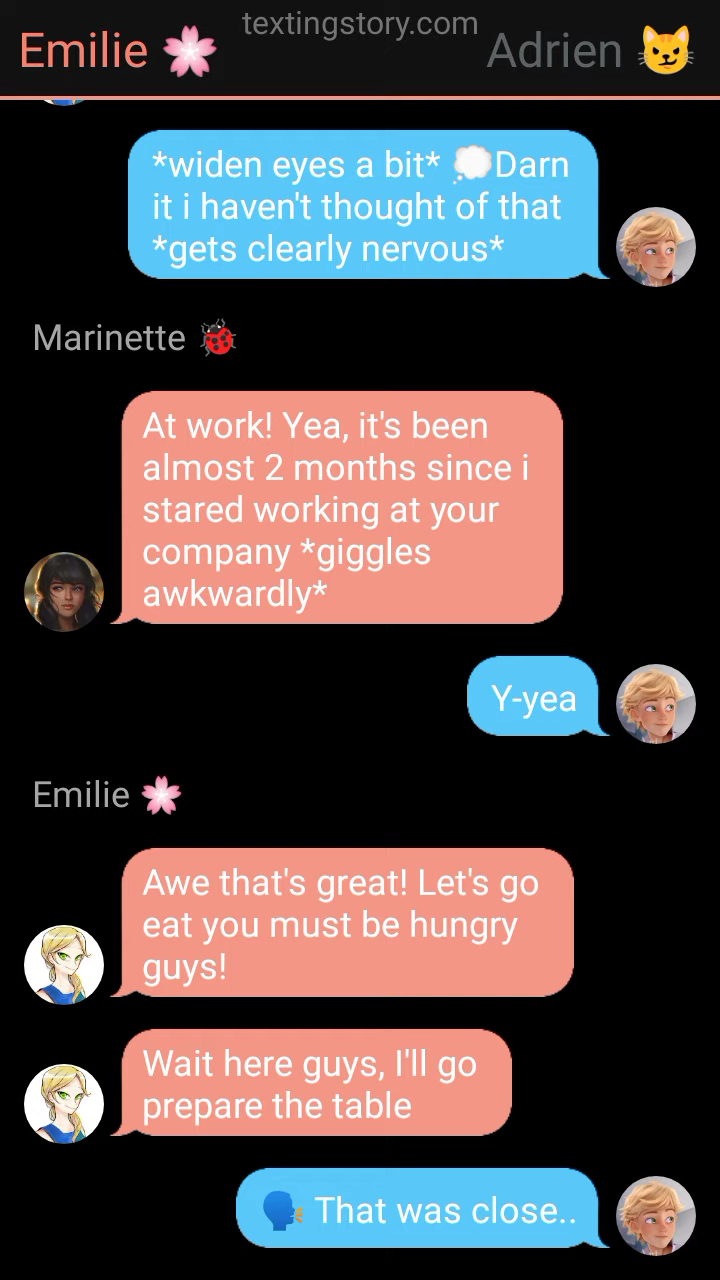 textingstory.com
Emilie 🌸 Adrien 😼
*widen eyes a bit* 💭Darn
it i haven't thought of that
*gets clearly nervous*
Marinette 🐞
At work! Yea, it's been
almost 2 months since i
stared working at your
company *giggles
awkwardly*
Y-yea
Emilie 🌸
Awe that's great! Let's go
eat you must be hungry
guys!
Wait here guys, I'll go
prepare the table
🗣 That was close..